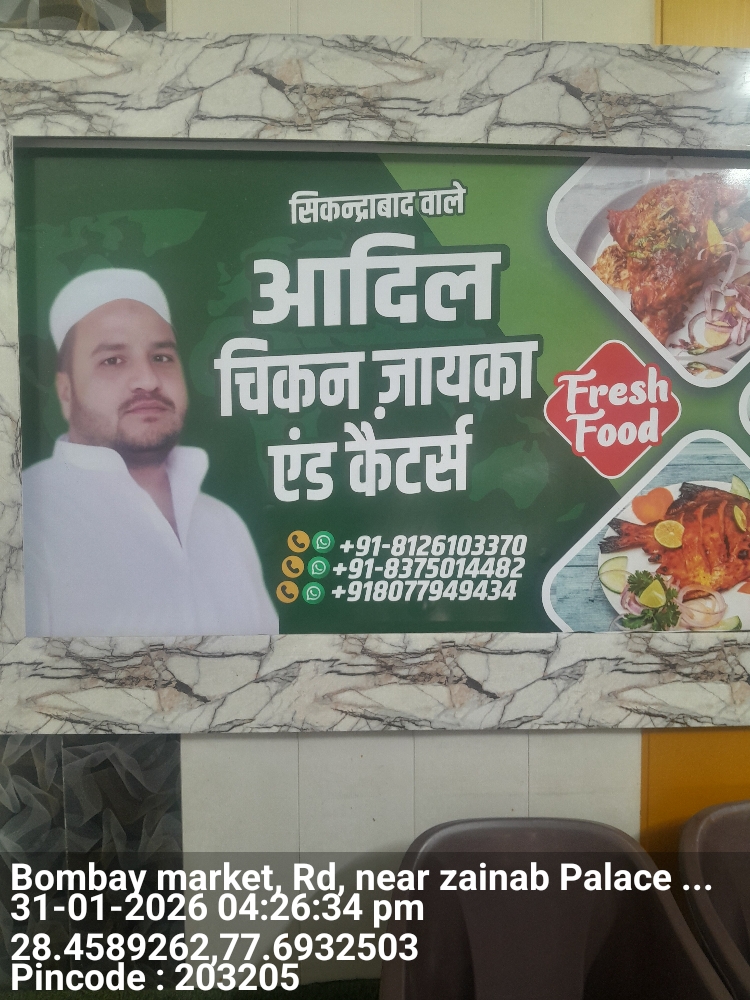 सिकन्द्राबाद वाले
आदिल
चिकन ज़ायका
एंड कैटर्स
Fresh
Food
+91-8126103370
+91-8375014482
+918077949434
Bombay market, Rd, near zainab Palace ...
31-01-2026 04:26:34 pm
28.4589262,77.6932503
Pincode : 203205